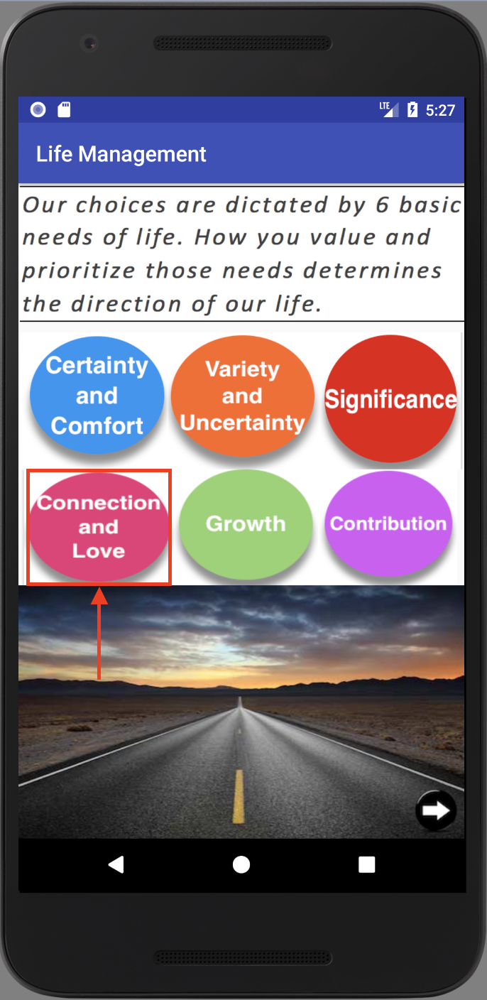 LTE 5:27
Life Management
Our choices are dictated by 6 basic
needs of life. How you value and
prioritize those needs determines
the direction of our life.
Certainty
and
Comfort
Variety
and
Uncertainty
Significance
Connection
and
Love
Growth
Contribution